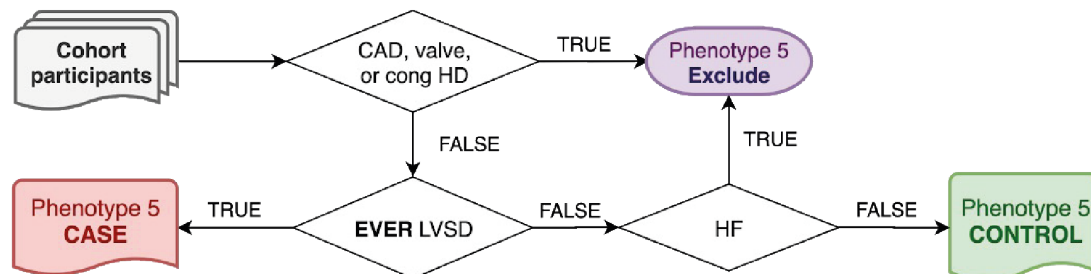 Cohort
participants
CAD, valve,
or cong HD
TRUE
Phenotype 5
Exclude
FALSE
TRUE
Phenotype 5
CASE
TRUE
EVER LVSD
FALSE
HF
FALSE
Phenotype 5
CONTROL